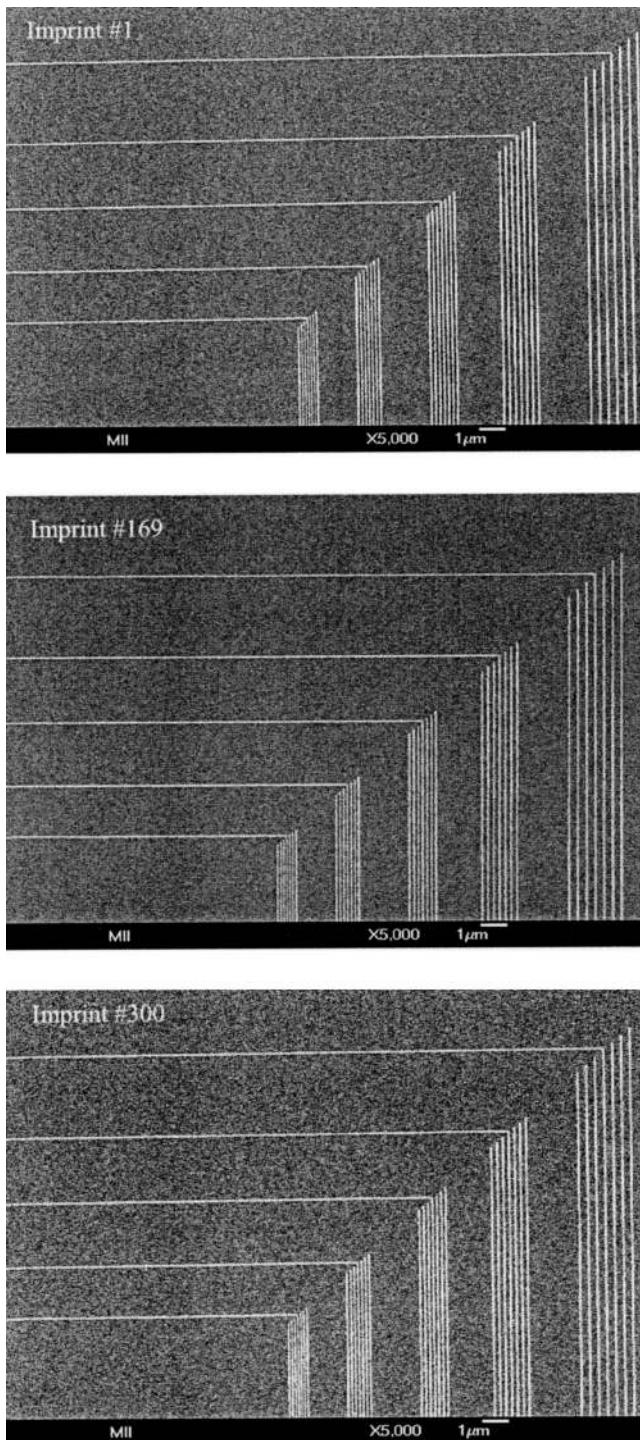 Imprint #1
MII X5,000 1μm
Imprint #169
MII X5,000 1μm
Imprint #300
MII X5,000 1μm